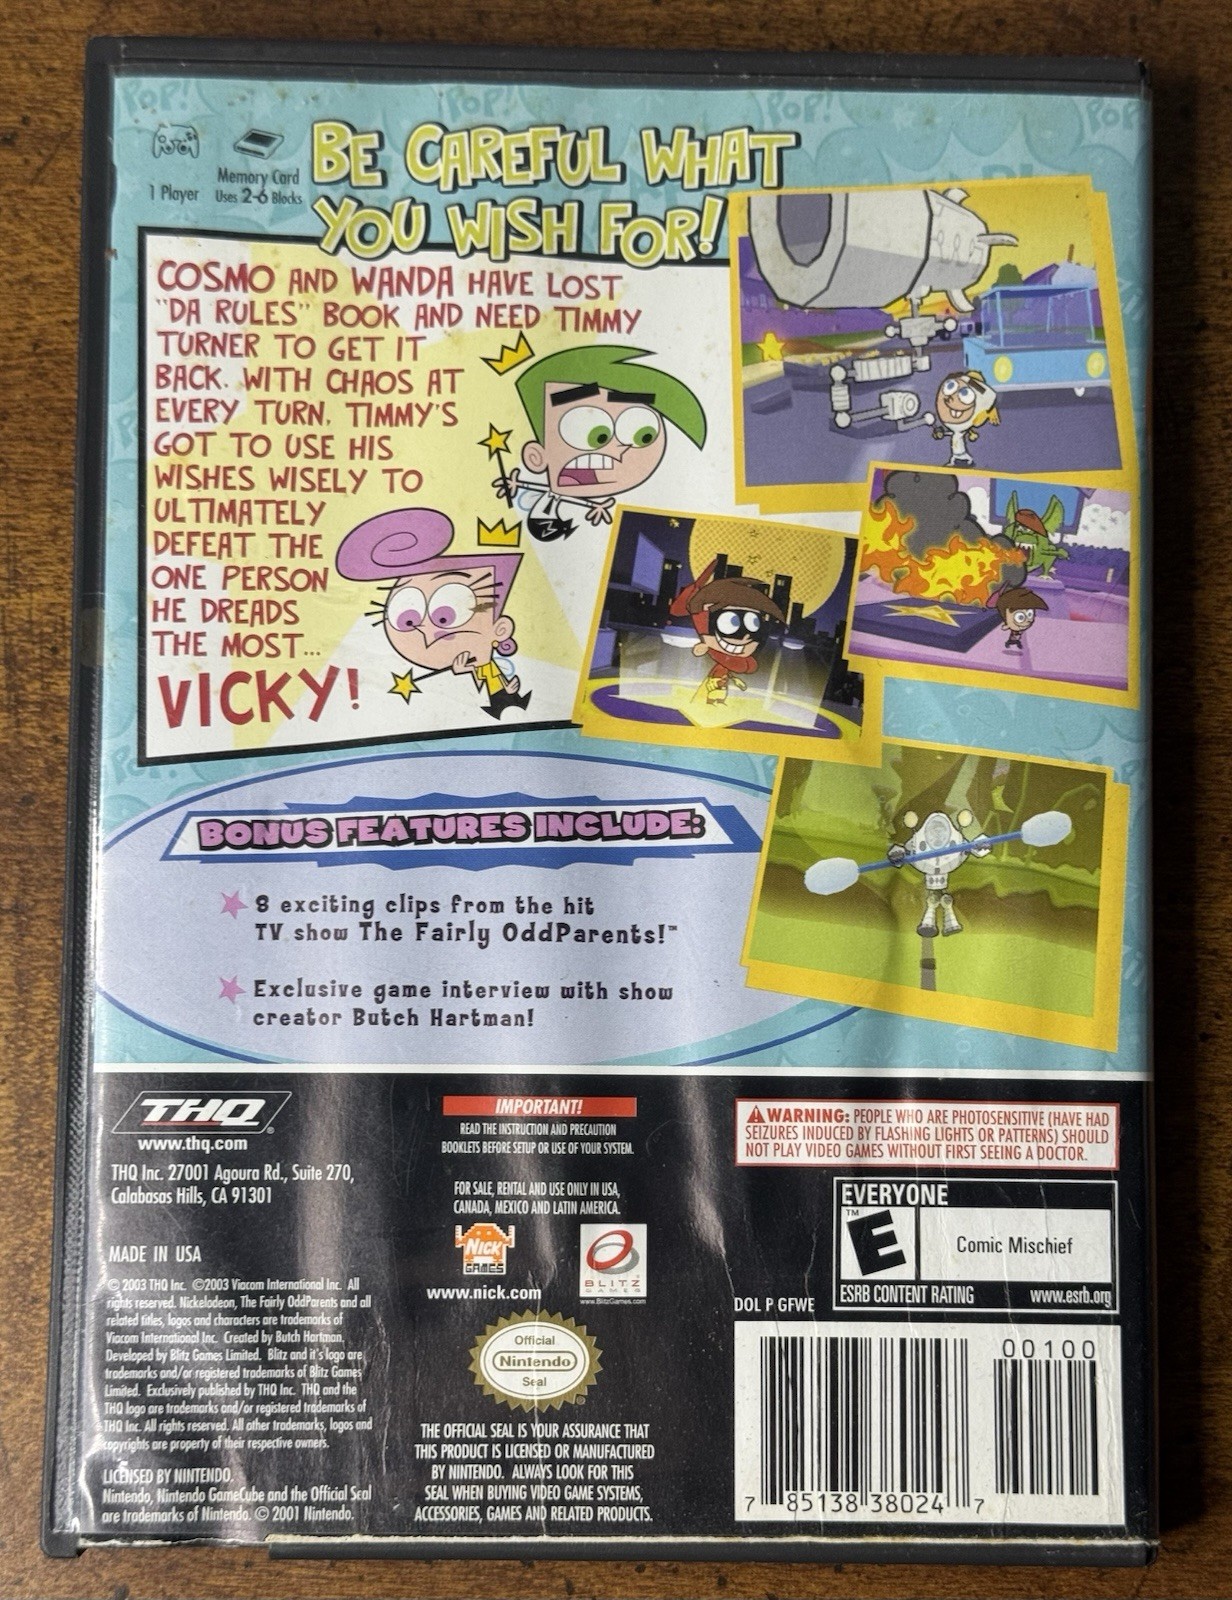 1 Player
Memory Card
Uses 2-6 Blocks
BE CAREFUL WHAT
YOU WISH FOR!
COSMO AND WANDA HAVE LOST
"DA RULES" BOOK AND NEED TIMMY
TURNER TO GET IT
BACK. WITH CHAOS AT
EVERY TURN, TIMMY'S
GOT TO USE HIS
WISHES WISELY TO
ULTIMATELY
DEFEAT THE
ONE PERSON
HE DREADS
THE MOST...
VICKY!
BONUS FEATURES INCLUDE:
8 exciting clips from the hit
TV show The Fairly OddParents!™
Exclusive game interview with show
creator Butch Hartman!
THQ®
www.thq.com
THQ Inc. 27001 Agoura Rd., Suite 270,
Calabasas Hills, CA 91301
MADE IN USA
© 2003 THQ Inc. ©2003 Viacom International Inc. All
rights reserved. Nickelodeon, The Fairly OddParents and all
related titles, logos and characters are trademarks of
Viacom International Inc. Created by Butch Hartman.
Developed by Blitz Games Limited. Blitz and it's logo are
trademarks and/or registered trademarks of Blitz Games
Limited. Exclusively published by THQ Inc. THQ and the
THQ logo are trademarks and/or registered trademarks of
THQ Inc. All rights reserved. All other trademarks, logos and
copyrights are property of their respective owners.
LICENSED BY NINTENDO.
Nintendo, Nintendo GameCube and the Official Seal
are trademarks of Nintendo. © 2001 Nintendo.
IMPORTANT!
READ THE INSTRUCTION AND PRECAUTION
BOOKLETS BEFORE SETUP OR USE OF YOUR SYSTEM.
FOR SALE, RENTAL AND USE ONLY IN USA,
CANADA, MEXICO AND LATIN AMERICA.
NICK
GAMES
www.nick.com
BLITZ
GAMES
www.BlitzGames.com
Official
Nintendo
Seal
THE OFFICIAL SEAL IS YOUR ASSURANCE THAT
THIS PRODUCT IS LICENSED OR MANUFACTURED
BY NINTENDO. ALWAYS LOOK FOR THIS
SEAL WHEN BUYING VIDEO GAME SYSTEMS,
ACCESSORIES, GAMES AND RELATED PRODUCTS.
WARNING: PEOPLE WHO ARE PHOTOSENSITIVE (HAVE HAD
SEIZURES INDUCED BY FLASHING LIGHTS OR PATTERNS) SHOULD
NOT PLAY VIDEO GAMES WITHOUT FIRST SEEING A DOCTOR.
EVERYONE
E™
Comic Mischief
ESRB CONTENT RATING www.esrb.org
DOL P GFWE
00100
7 85138 38024 7
POP!
POP!
POP!
POP!
POP!